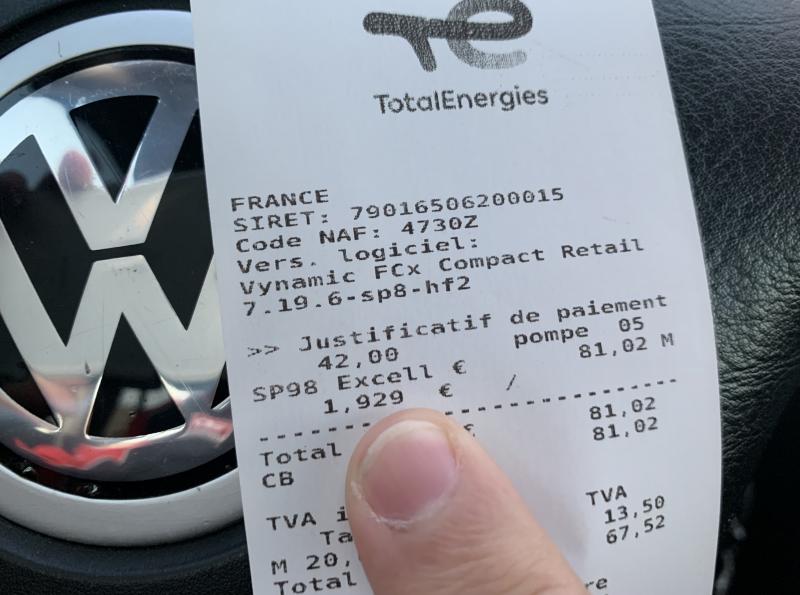 TotalEnergies
FRANCE
SIRET: 79016506200015
Code NAF: 4730Z
Vers. logiciel:
Vynamic FCx Compact Retail
7.19.6-sp8-hf2
>> Justificatif de paiement
42,00 pompe 05
SP98 Excell € 81,02 M
1,929 € /
Total € 81,02
CB 81,02
TVA
TVA 13,50
67,52
M 20,
Total